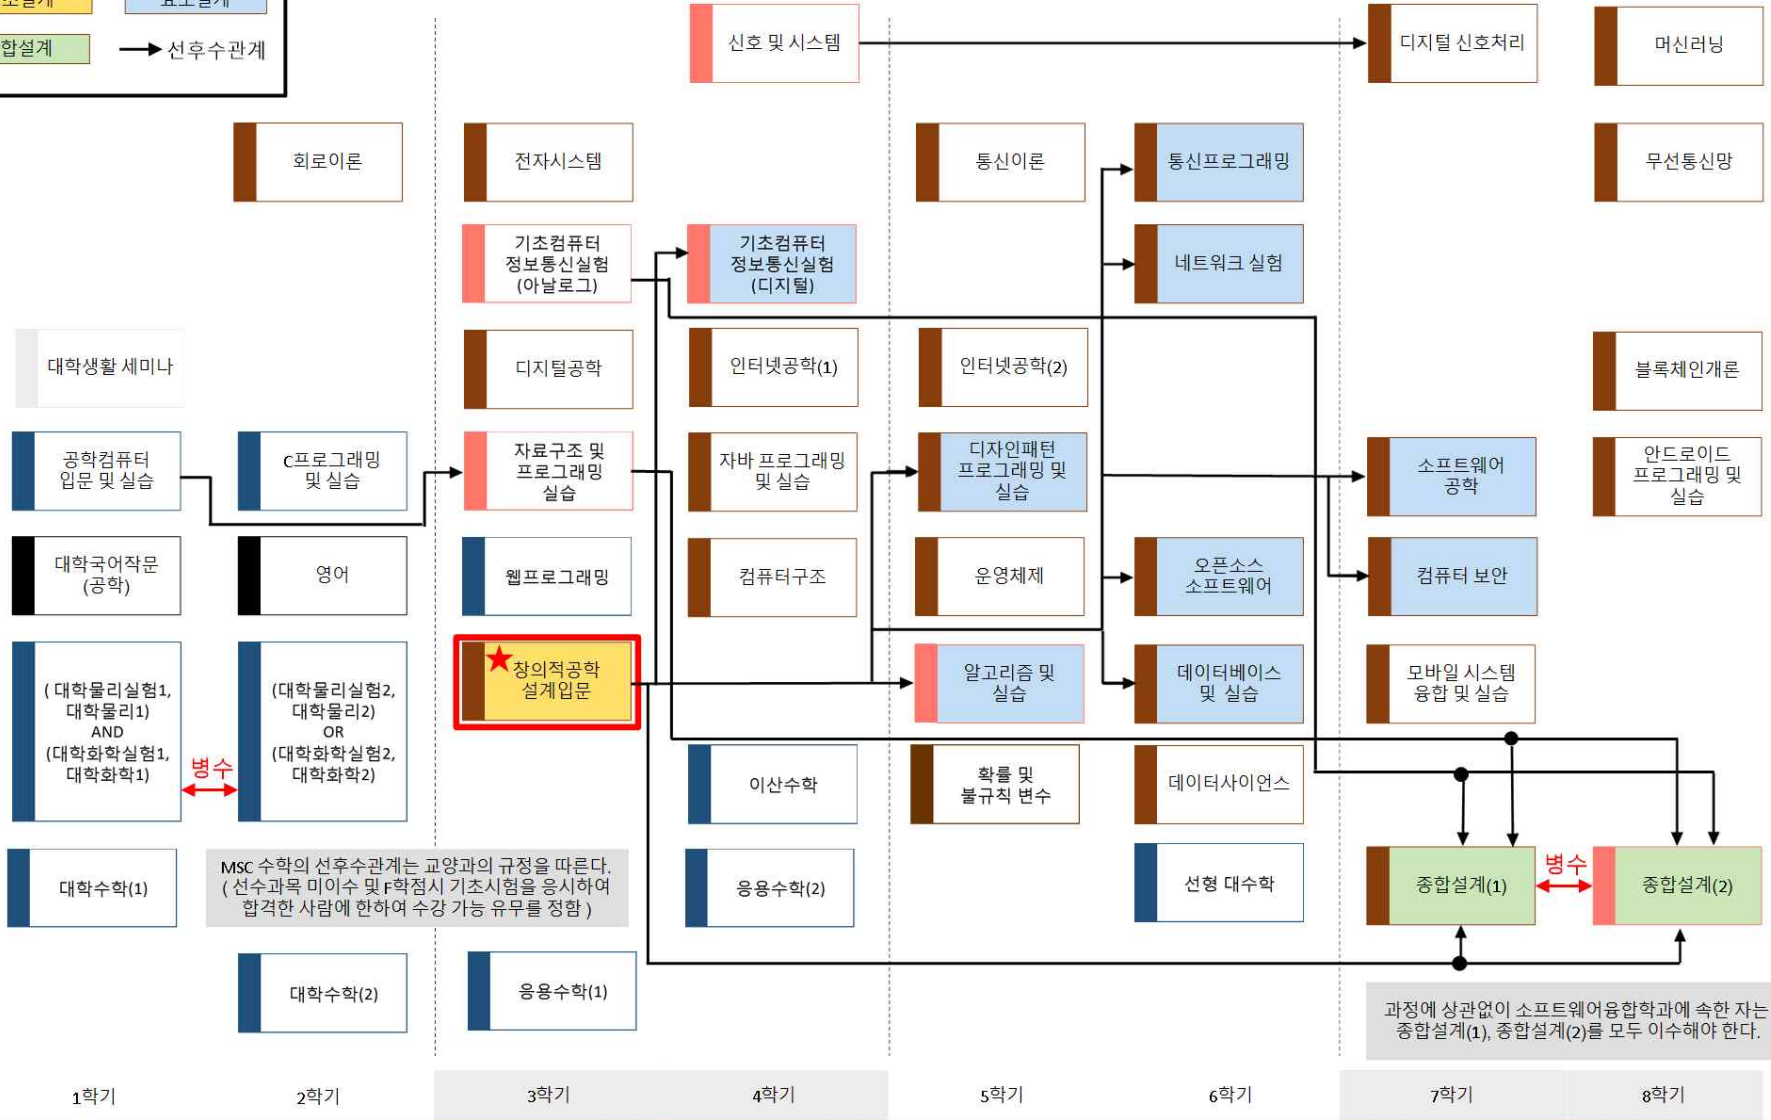 합설계
선후수관계
신호 및 시스템
디지털 신호처리
머신러닝
회로이론
전자시스템
통신이론
통신프로그래밍
무선통신망
기초컴퓨터
정보통신실험
(아날로그)
기초컴퓨터
정보통신실험
(디지털)
네트워크 실험
대학생활 세미나
디지털공학
인터넷공학(1)
인터넷공학(2)
블록체인개론
공학컴퓨터
입문 및 실습
C프로그래밍
및 실습
자료구조 및
프로그래밍
실습
자바 프로그래밍
및 실습
디자인패턴
프로그래밍 및
실습
소프트웨어
공학
안드로이드
프로그래밍 및
실습
대학국어작문
(공학)
영어
웹프로그래밍
컴퓨터구조
운영체제
오픈소스
소프트웨어
컴퓨터 보안
( 대학물리실험1,
대학물리1)
AND
(대학화학실험1,
대학화학1)
병수
(대학물리실험2,
대학물리2)
OR
(대학화학실험2,
대학화학2)
창의적공학
설계입문
알고리즘 및
실습
데이터베이스
및 실습
모바일 시스템
융합 및 실습
이산수학
확률 및
불규칙 변수
데이터사이언스
대학수학(1)
MSC 수학의 선후수관계는 교양과의 규정을 따른다.
( 선수과목 미이수 및 F학점시 기초시험을 응시하여
합격한 사람에 한하여 수강 가능 유무를 정함 )
응용수학(2)
선형 대수학
종합설계(1)
병수
종합설계(2)
대학수학(2)
응용수학(1)
과정에 상관없이 소프트웨어융합학과에 속한 자는
종합설계(1), 종합설계(2)를 모두 이수해야 한다.
1학기
2학기
3학기
4학기
5학기
6학기
7학기
8학기